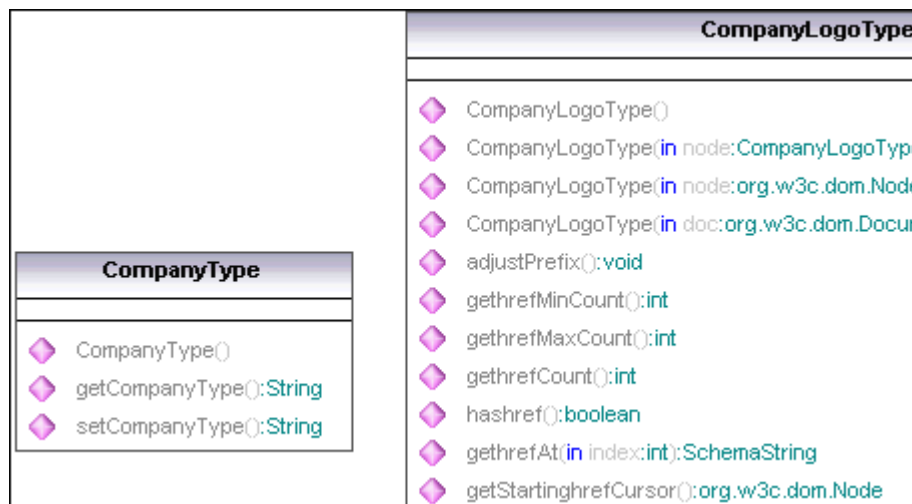 CompanyLogoType
CompanyLogoType()
CompanyLogoType(in node:CompanyLogoTyp
CompanyLogoType(in node:org.w3c.dom.Node
CompanyLogoType(in doc:org.w3c.dom.Docu
adjustPrefix():void
gethrefMinCount():int
gethrefMaxCount():int
gethrefCount():int
hashref():boolean
gethrefAt(in index:int):SchemaString
getStartinghrefCursor():org.w3c.dom.Node
CompanyType
CompanyType()
getCompanyType():String
setCompanyType():String